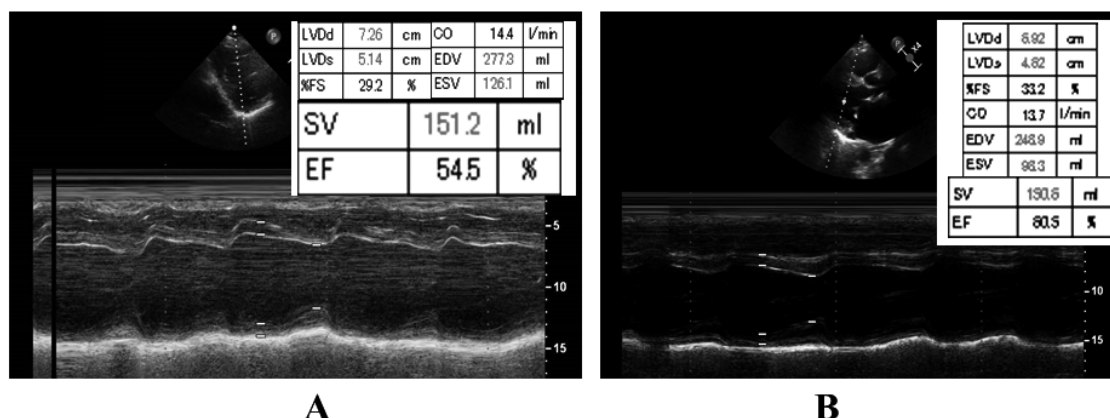 P
LVDd 7.26 cm CO 14.4 l/min
LVDs 5.14 cm EDV 277.3 ml
%FS 29.2 % ESV 126.1 ml
SV 151.2 ml
EF 54.5 %
5
10
15
A
P
x4
LVDd 6.92 cm
LVDs 4.62 cm
%FS 33.2 %
CO 13.7 l/min
EDV 248.9 ml
ESV 98.3 ml
SV 150.6 ml
EF 60.5 %
10
15
B